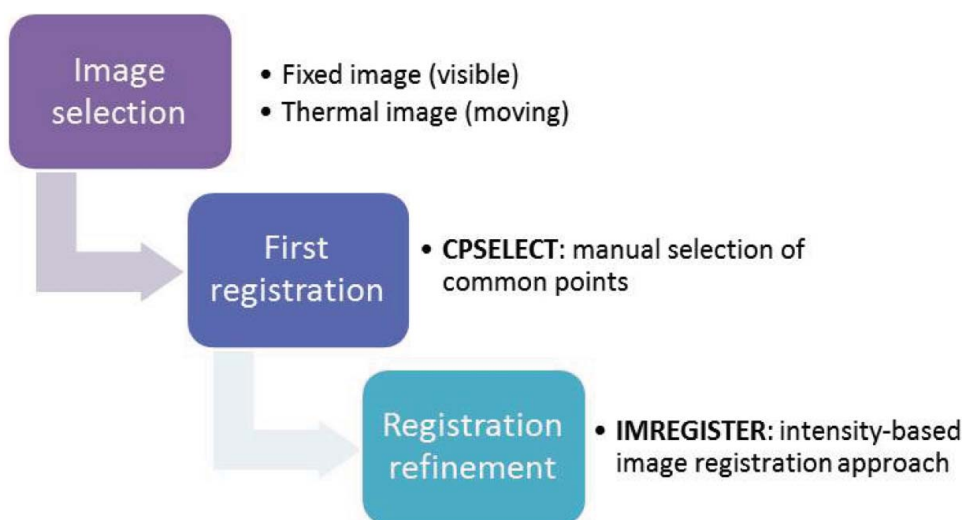 Image
selection
• Fixed image (visible)
• Thermal image (moving)
First
registration
• CPSELECT: manual selection of
common points
Registration
refinement
• IMREGISTER: intensity-based
image registration approach